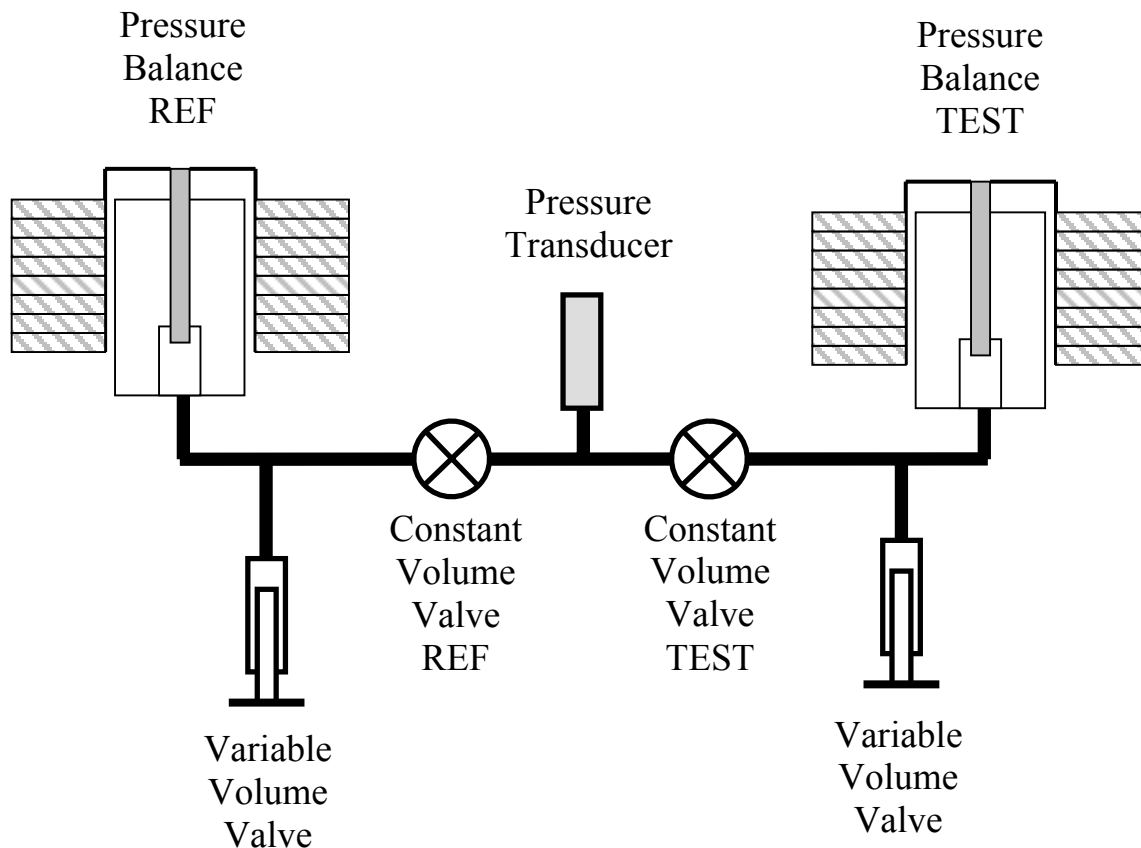 Pressure
Balance
REF
Pressure
Balance
TEST
Pressure
Transducer
Constant
Volume
Valve
REF
Constant
Volume
Valve
TEST
Variable
Volume
Valve
Variable
Volume
Valve